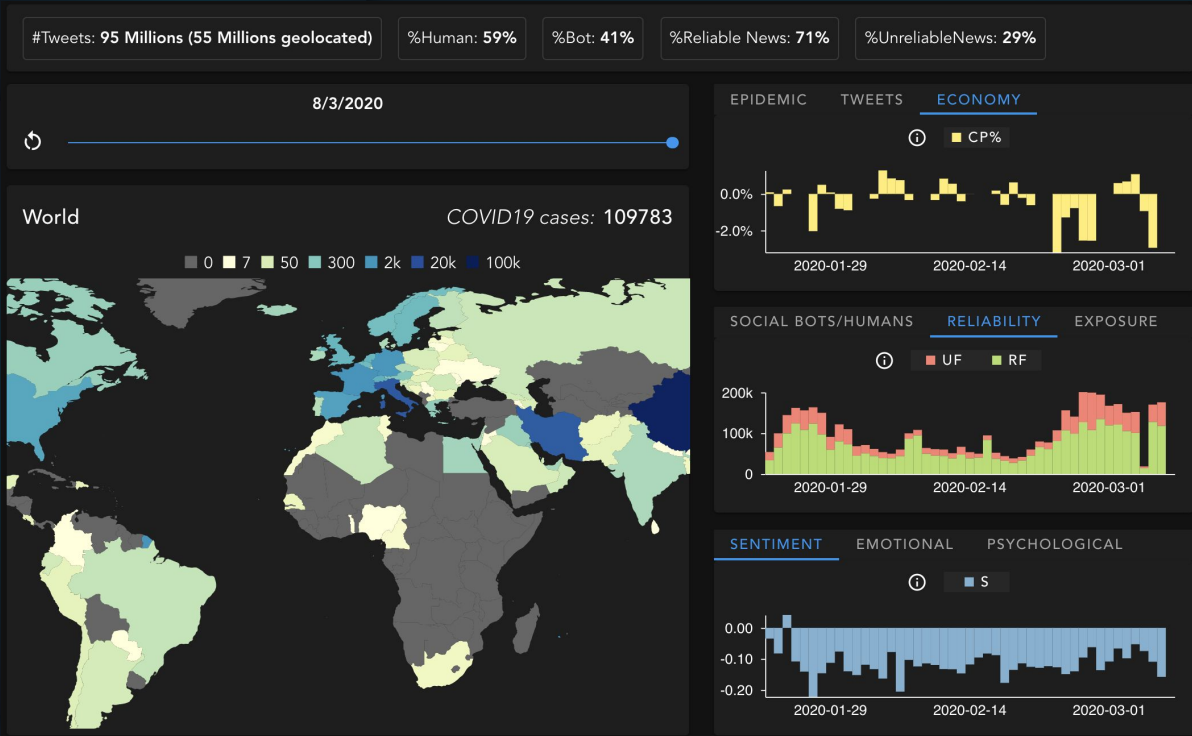 #Tweets: 95 Millions (55 Millions geolocated)
%Human: 59%
%Bot: 41%
%Reliable News: 71%
%UnreliableNews: 29%
8/3/2020
World
COVID19 cases: 109783
0 7 50 300 2k 20k 100k
EPIDEMIC TWEETS ECONOMY
CP%
0.0%
-2.0%
2020-01-29 2020-02-14 2020-03-01
SOCIAL BOTS/HUMANS RELIABILITY EXPOSURE
UF RF
200k
100k
0
2020-01-29 2020-02-14 2020-03-01
SENTIMENT EMOTIONAL PSYCHOLOGICAL
S
0.00
-0.10
-0.20
2020-01-29 2020-02-14 2020-03-01